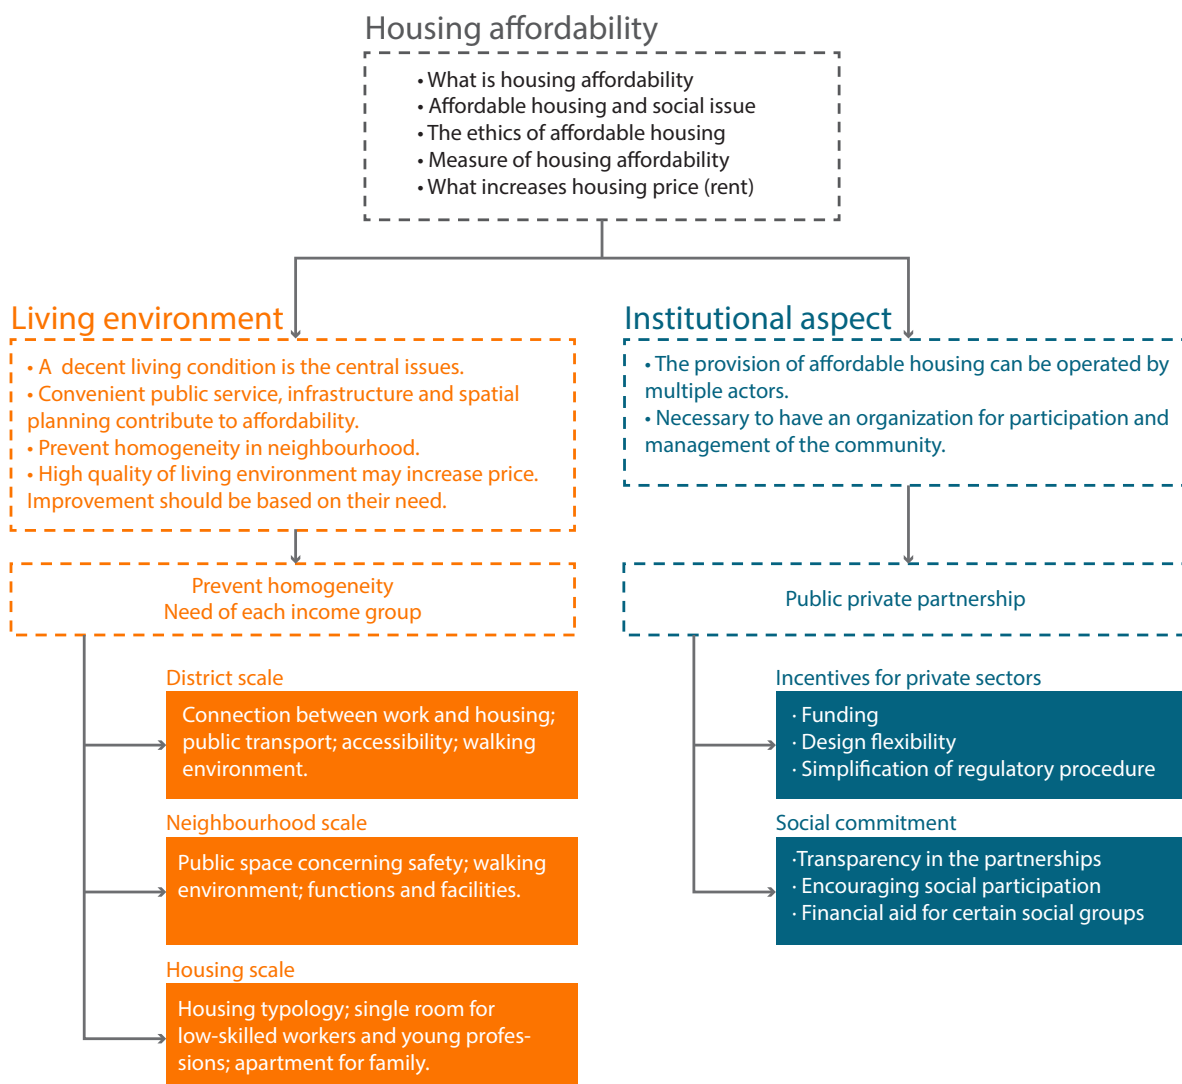 Housing affordability
• What is housing affordability
• Affordable housing and social issue
• The ethics of affordable housing
• Measure of housing affordability
• What increases housing price (rent)
Living environment
• A  decent living condition is the central issues.
• Convenient public service, infrastructure and spatial
planning contribute to affordability.
• Prevent homogeneity in neighbourhood.
• High quality of living environment may increase price.
Improvement should be based on their need.
Prevent homogeneity
Need of each income group
District scale
Connection between work and housing;
public transport; accessibility; walking
environment.
Neighbourhood scale
Public space concerning safety; walking
environment; functions and facilities.
Housing scale
Housing typology; single room for
low-skilled workers and young profes-
sions; apartment for family.
Institutional aspect
• The provision of affordable housing can be operated by
multiple actors.
• Necessary to have an organization for participation and
management of the community.
Public private partnership
Incentives for private sectors
· Funding
· Design flexibility
· Simplification of regulatory procedure
Social commitment
·Transparency in the partnerships
· Encouraging social participation
· Financial aid for certain social groups